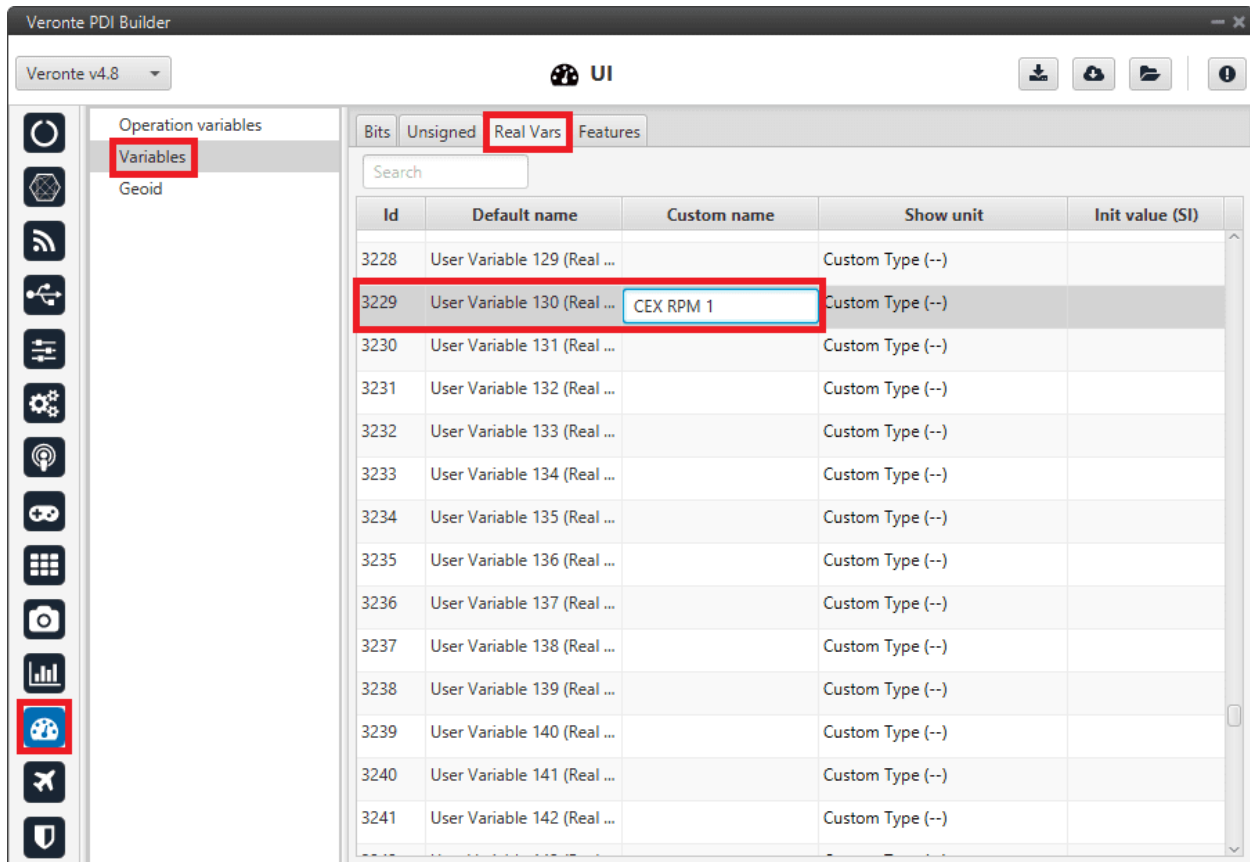 Veronte PDI Builder
Veronte v4.8
UI
Operation variables
Variables
Geoid
Bits Unsigned Real Vars Features
Search
Id Default name Custom name Show unit Init value (SI)
3228 User Variable 129 (Real ... Custom Type (--)
3229 User Variable 130 (Real ... CEX RPM 1 Custom Type (--)
3230 User Variable 131 (Real ... Custom Type (--)
3231 User Variable 132 (Real ... Custom Type (--)
3232 User Variable 133 (Real ... Custom Type (--)
3233 User Variable 134 (Real ... Custom Type (--)
3234 User Variable 135 (Real ... Custom Type (--)
3235 User Variable 136 (Real ... Custom Type (--)
3236 User Variable 137 (Real ... Custom Type (--)
3237 User Variable 138 (Real ... Custom Type (--)
3238 User Variable 139 (Real ... Custom Type (--)
3239 User Variable 140 (Real ... Custom Type (--)
3240 User Variable 141 (Real ... Custom Type (--)
3241 User Variable 142 (Real ... Custom Type (--)